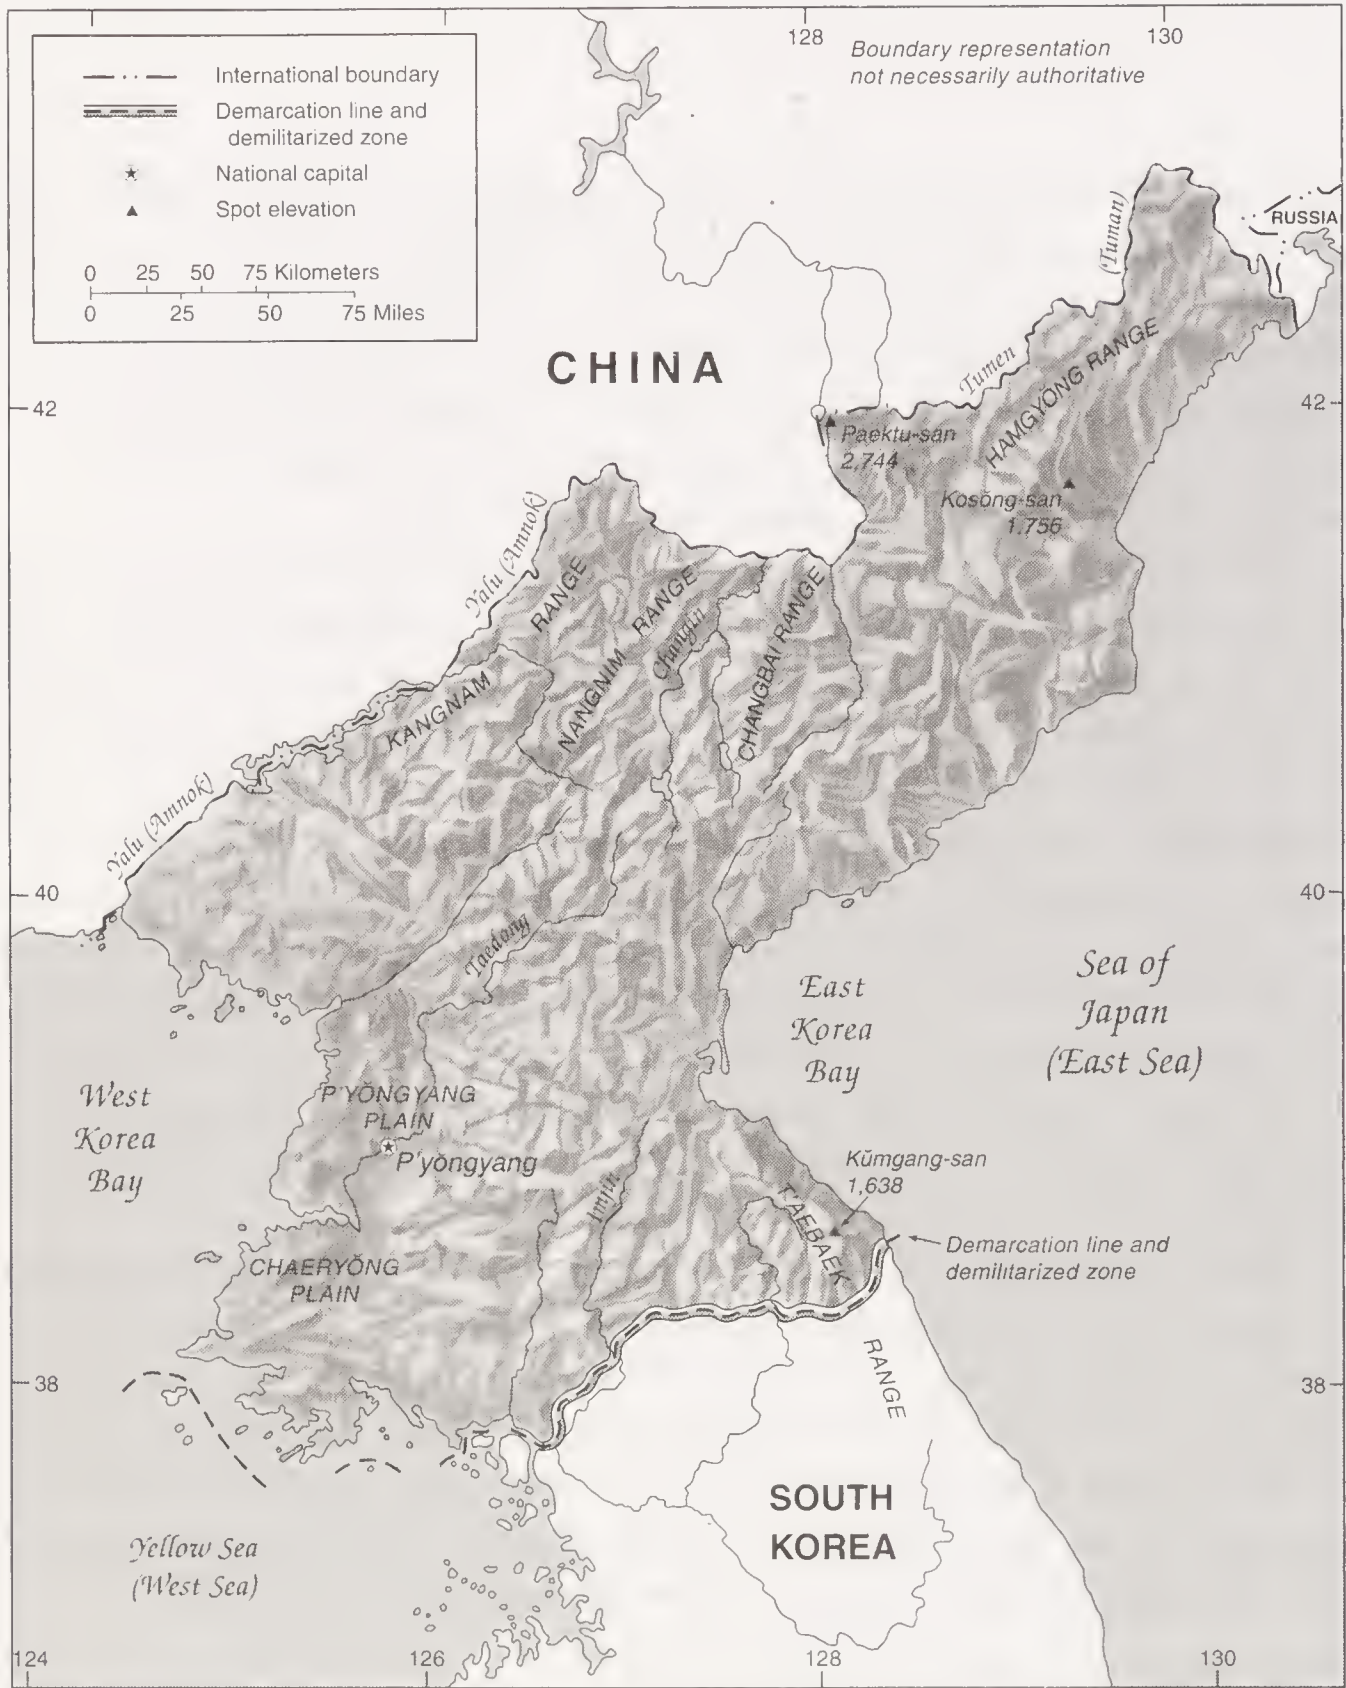 128
130
Boundary representation
not necessarily authoritative
International boundary
Demarcation line and
demilitarized zone
National capital
Spot elevation
0 25 50 75 Kilometers
0 25 50 75 Miles
RUSSIA
(Tuman)
CHINA
Tumen
HAMGYŎNG RANGE
42
42
Paektu-san
2,744
Kosŏng-san
1,756
Yalu (Amnok)
KANGNAM RANGE
NANGNIM RANGE
Changjin
CHANGBAI RANGE
Yalu (Amnok)
40
40
Taedong
East
Korea
Bay
Sea of
Japan
(East Sea)
West
Korea
Bay
P'YŎNGYANG
PLAIN
P'yŏngyang
Kŭmgang-san
1,638
Imjin
T'AEBAEK RANGE
Demarcation line and
demilitarized zone
CHAERYŎNG
PLAIN
38
38
SOUTH
KOREA
Yellow Sea
(West Sea)
124
126
128
130